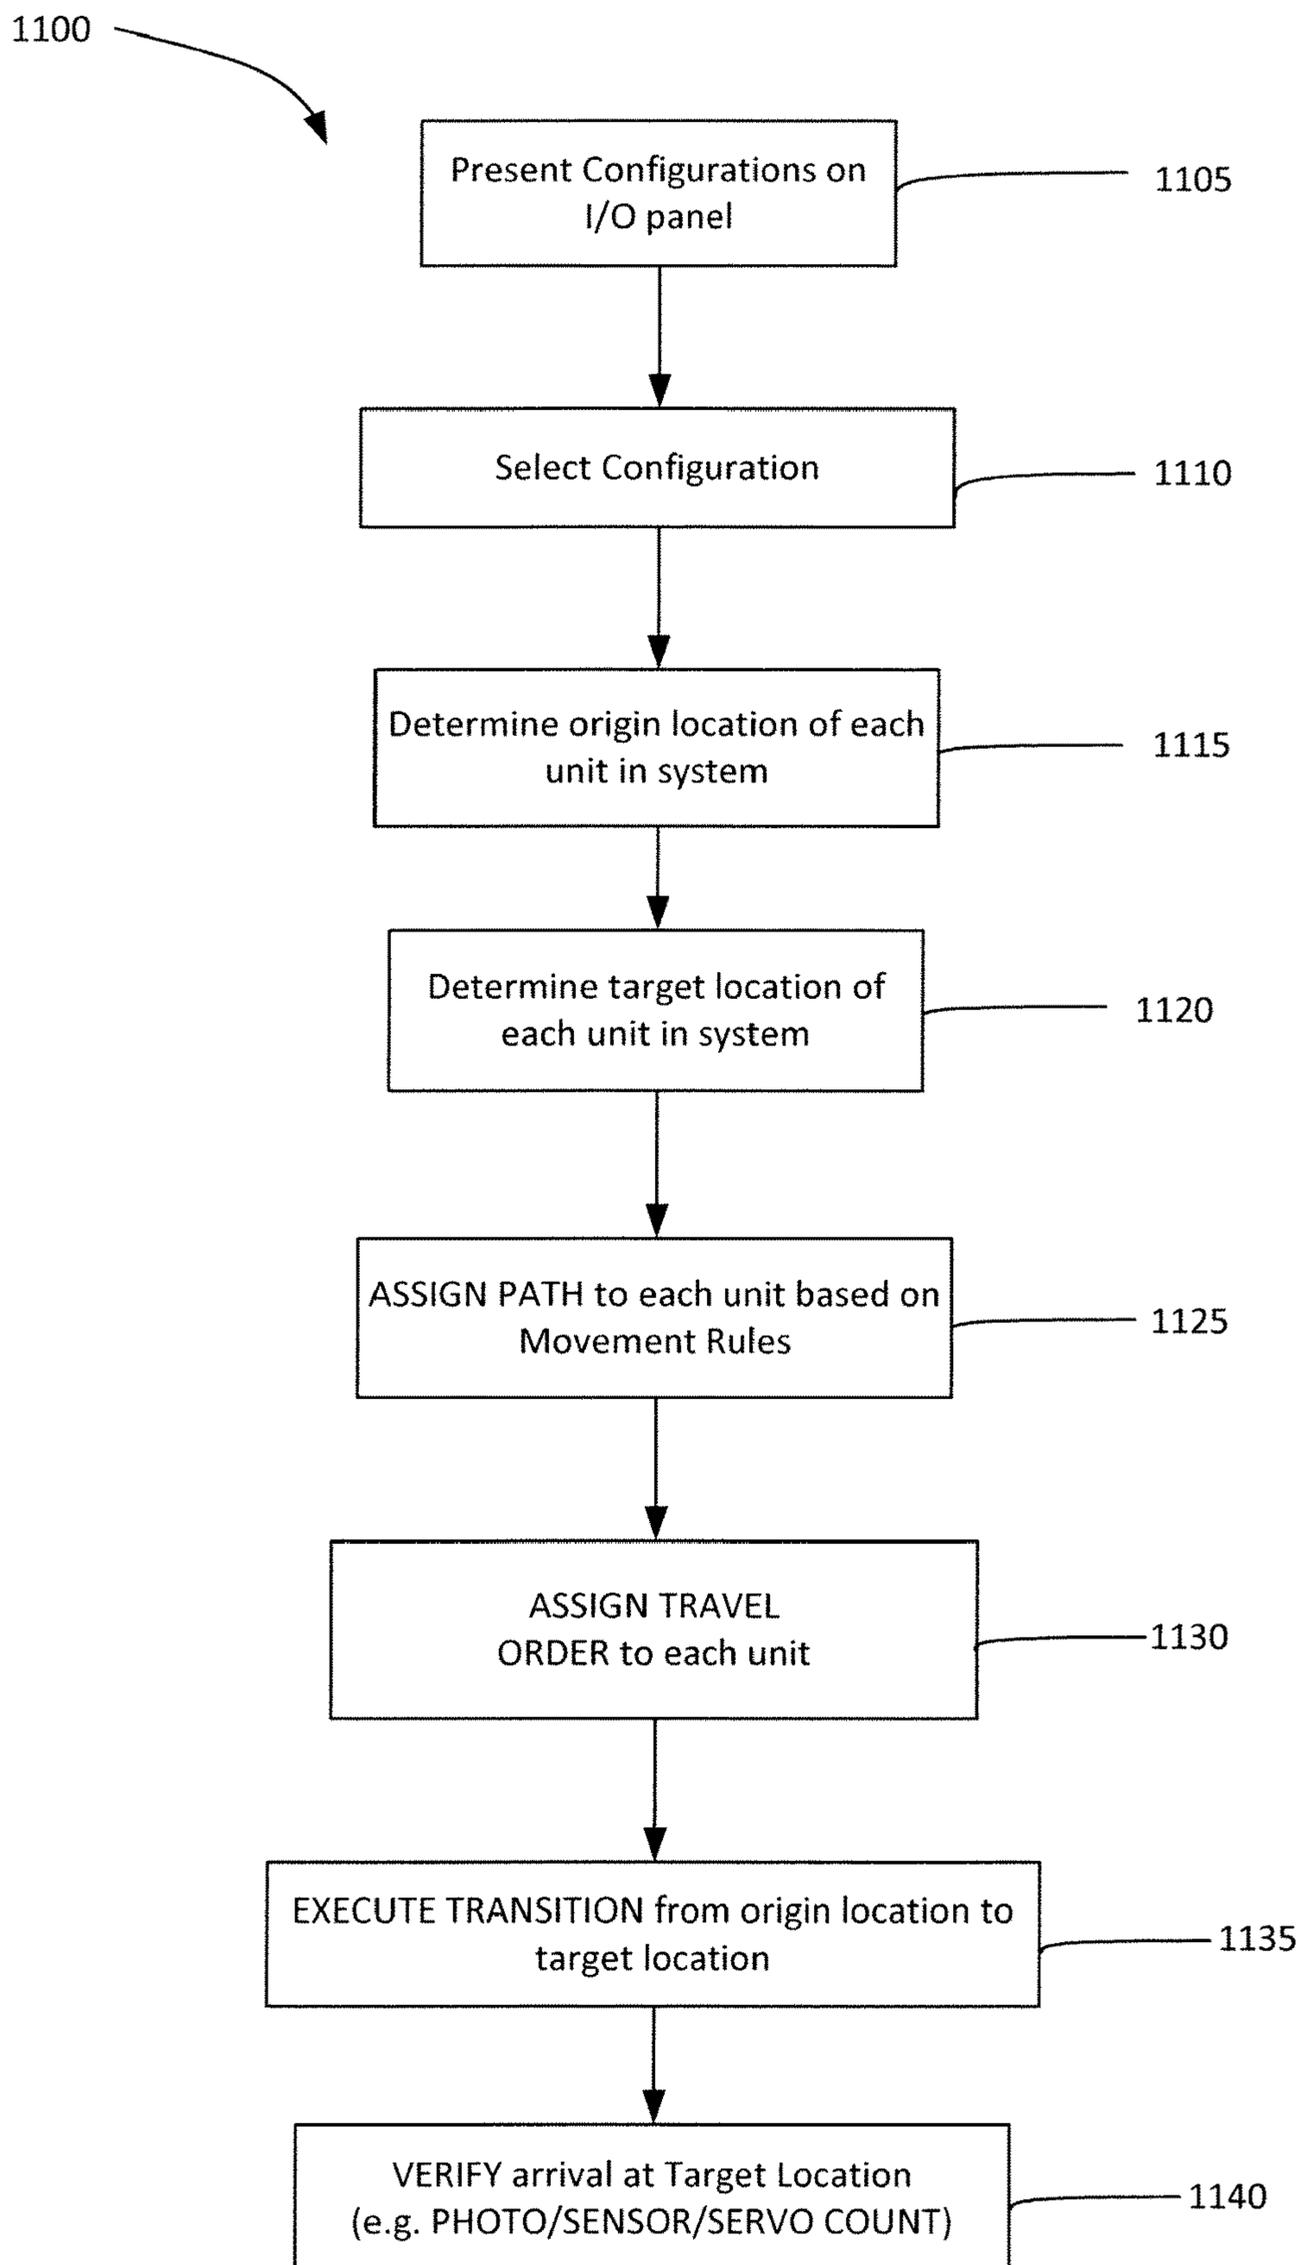 1100
Present Configurations on
I/O panel
1105
Select Configuration
1110
Determine origin location of each
unit in system
1115
Determine target location of
each unit in system
1120
ASSIGN PATH to each unit based on
Movement Rules
1125
ASSIGN TRAVEL
ORDER to each unit
1130
EXECUTE TRANSITION from origin location to
target location
1135
VERIFY arrival at Target Location
(e.g. PHOTO/SENSOR/SERVO COUNT)
1140